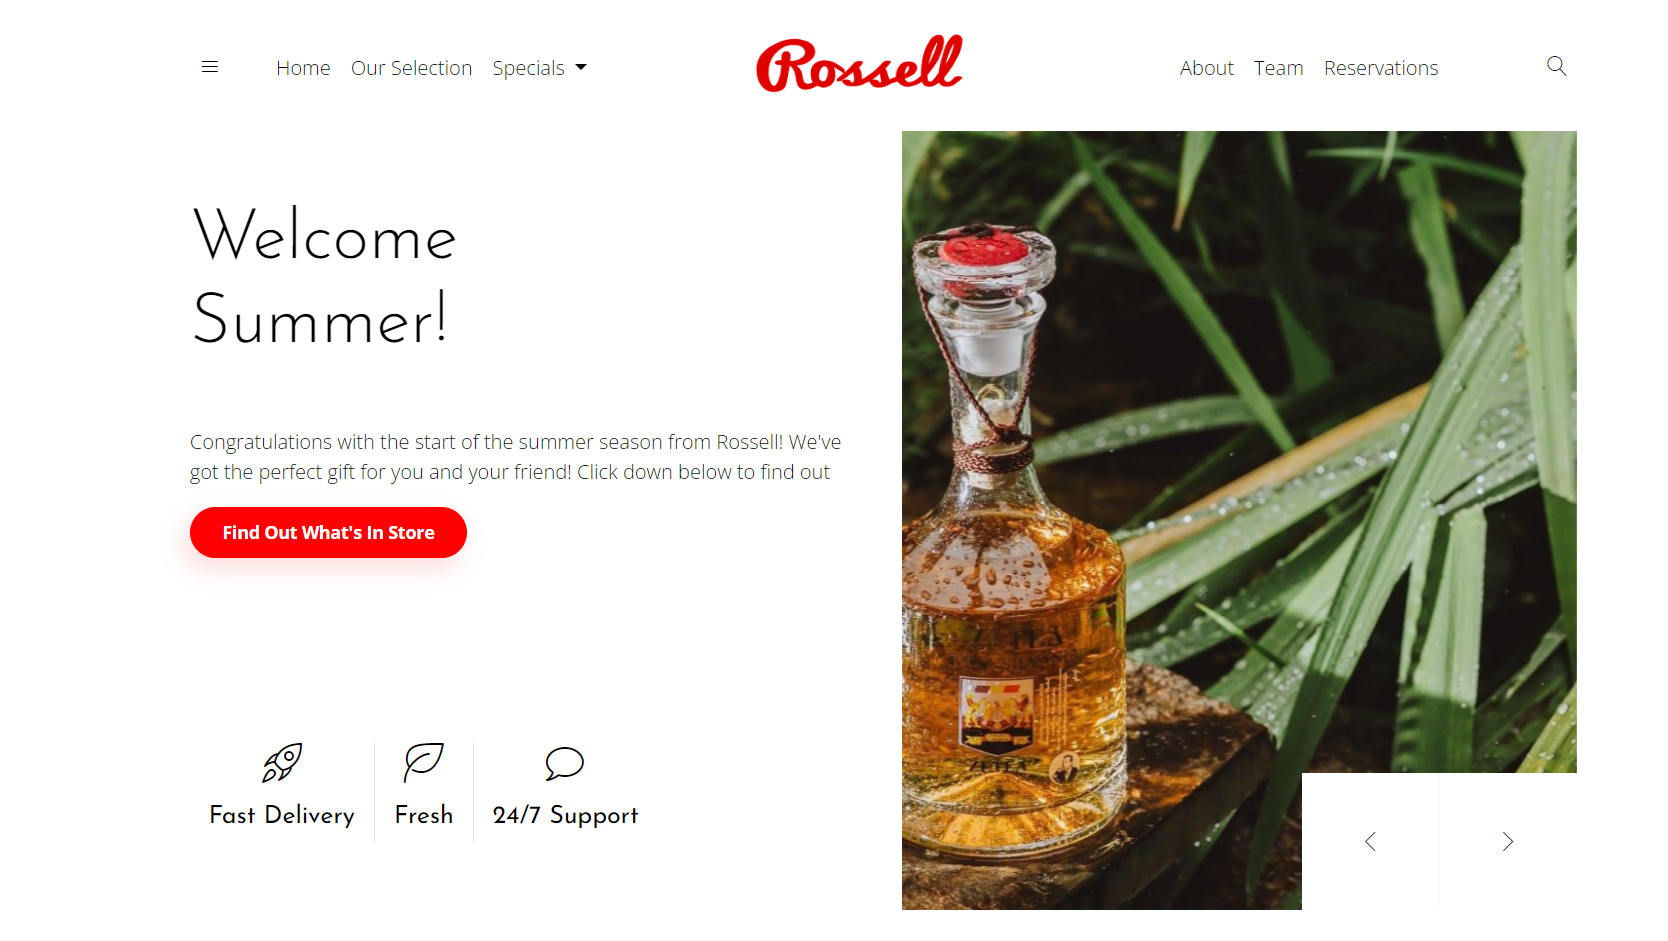 Home Our Selection Specials
Rossell
About Team Reservations
Welcome
Summer!
Congratulations with the start of the summer season from Rossell! We've
got the perfect gift for you and your friend! Click down below to find out
Find Out What's In Store
Fast Delivery Fresh 24/7 Support
ZETEA
ZETEA